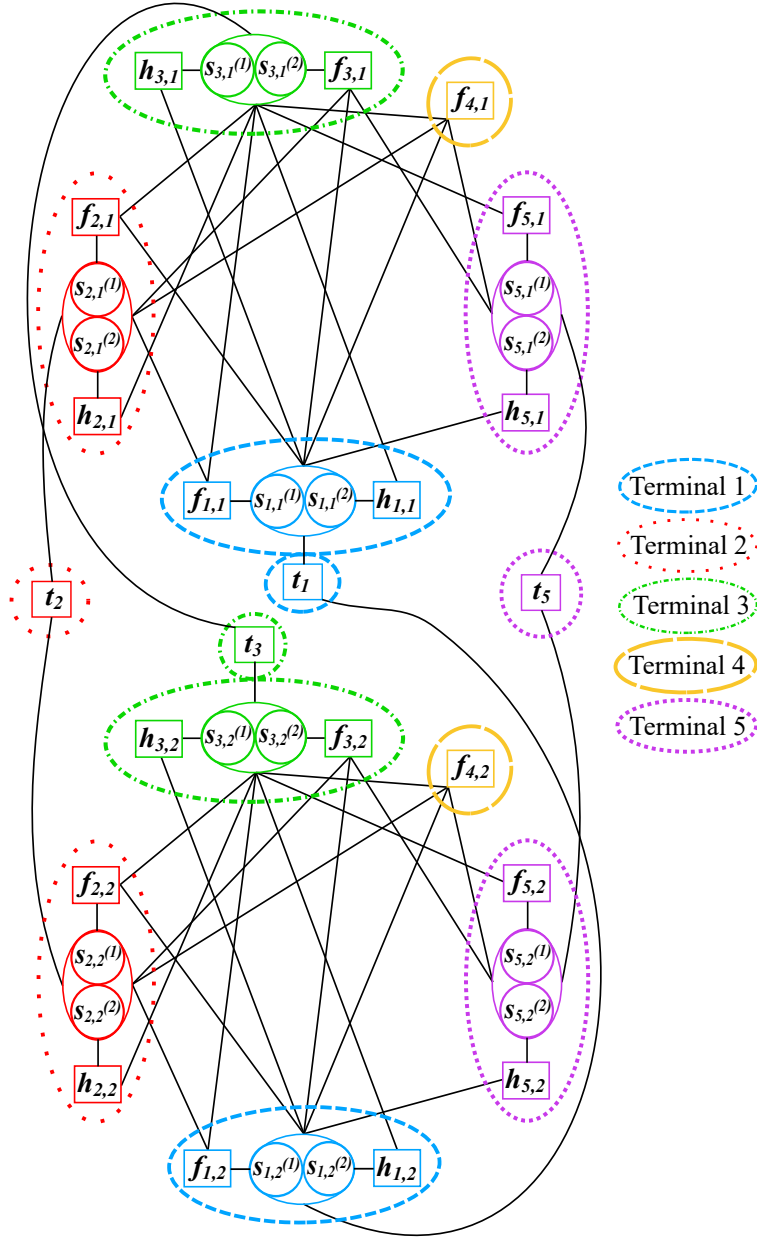 h3,1 s3,1(1) s3,1(2) f3,1
f4,1
f2,1
s2,1(1)
s2,1(2)
h2,1
f5,1
s5,1(1)
s5,1(2)
h5,1
f1,1 s1,1(1) s1,1(2) h1,1
t1
t2
t5
t3
Terminal 1
Terminal 2
Terminal 3
Terminal 4
Terminal 5
h3,2 s3,2(1) s3,2(2) f3,2
f4,2
f2,2
s2,2(1)
s2,2(2)
h2,2
f5,2
s5,2(1)
s5,2(2)
h5,2
f1,2 s1,2(1) s1,2(2) h1,2